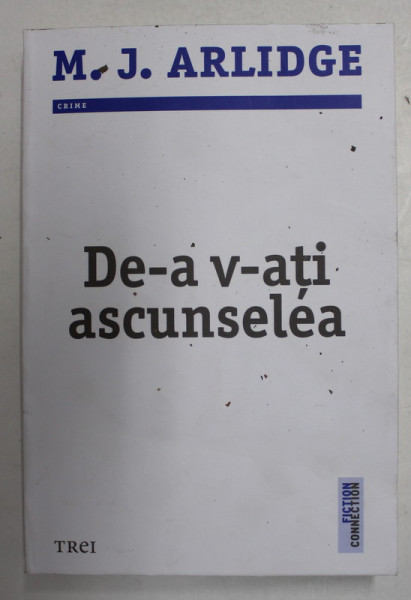 M. J. ARLIDGE
CRIME
De-a v-ați
ascunselea
FICTION
CONNECTION
TREI